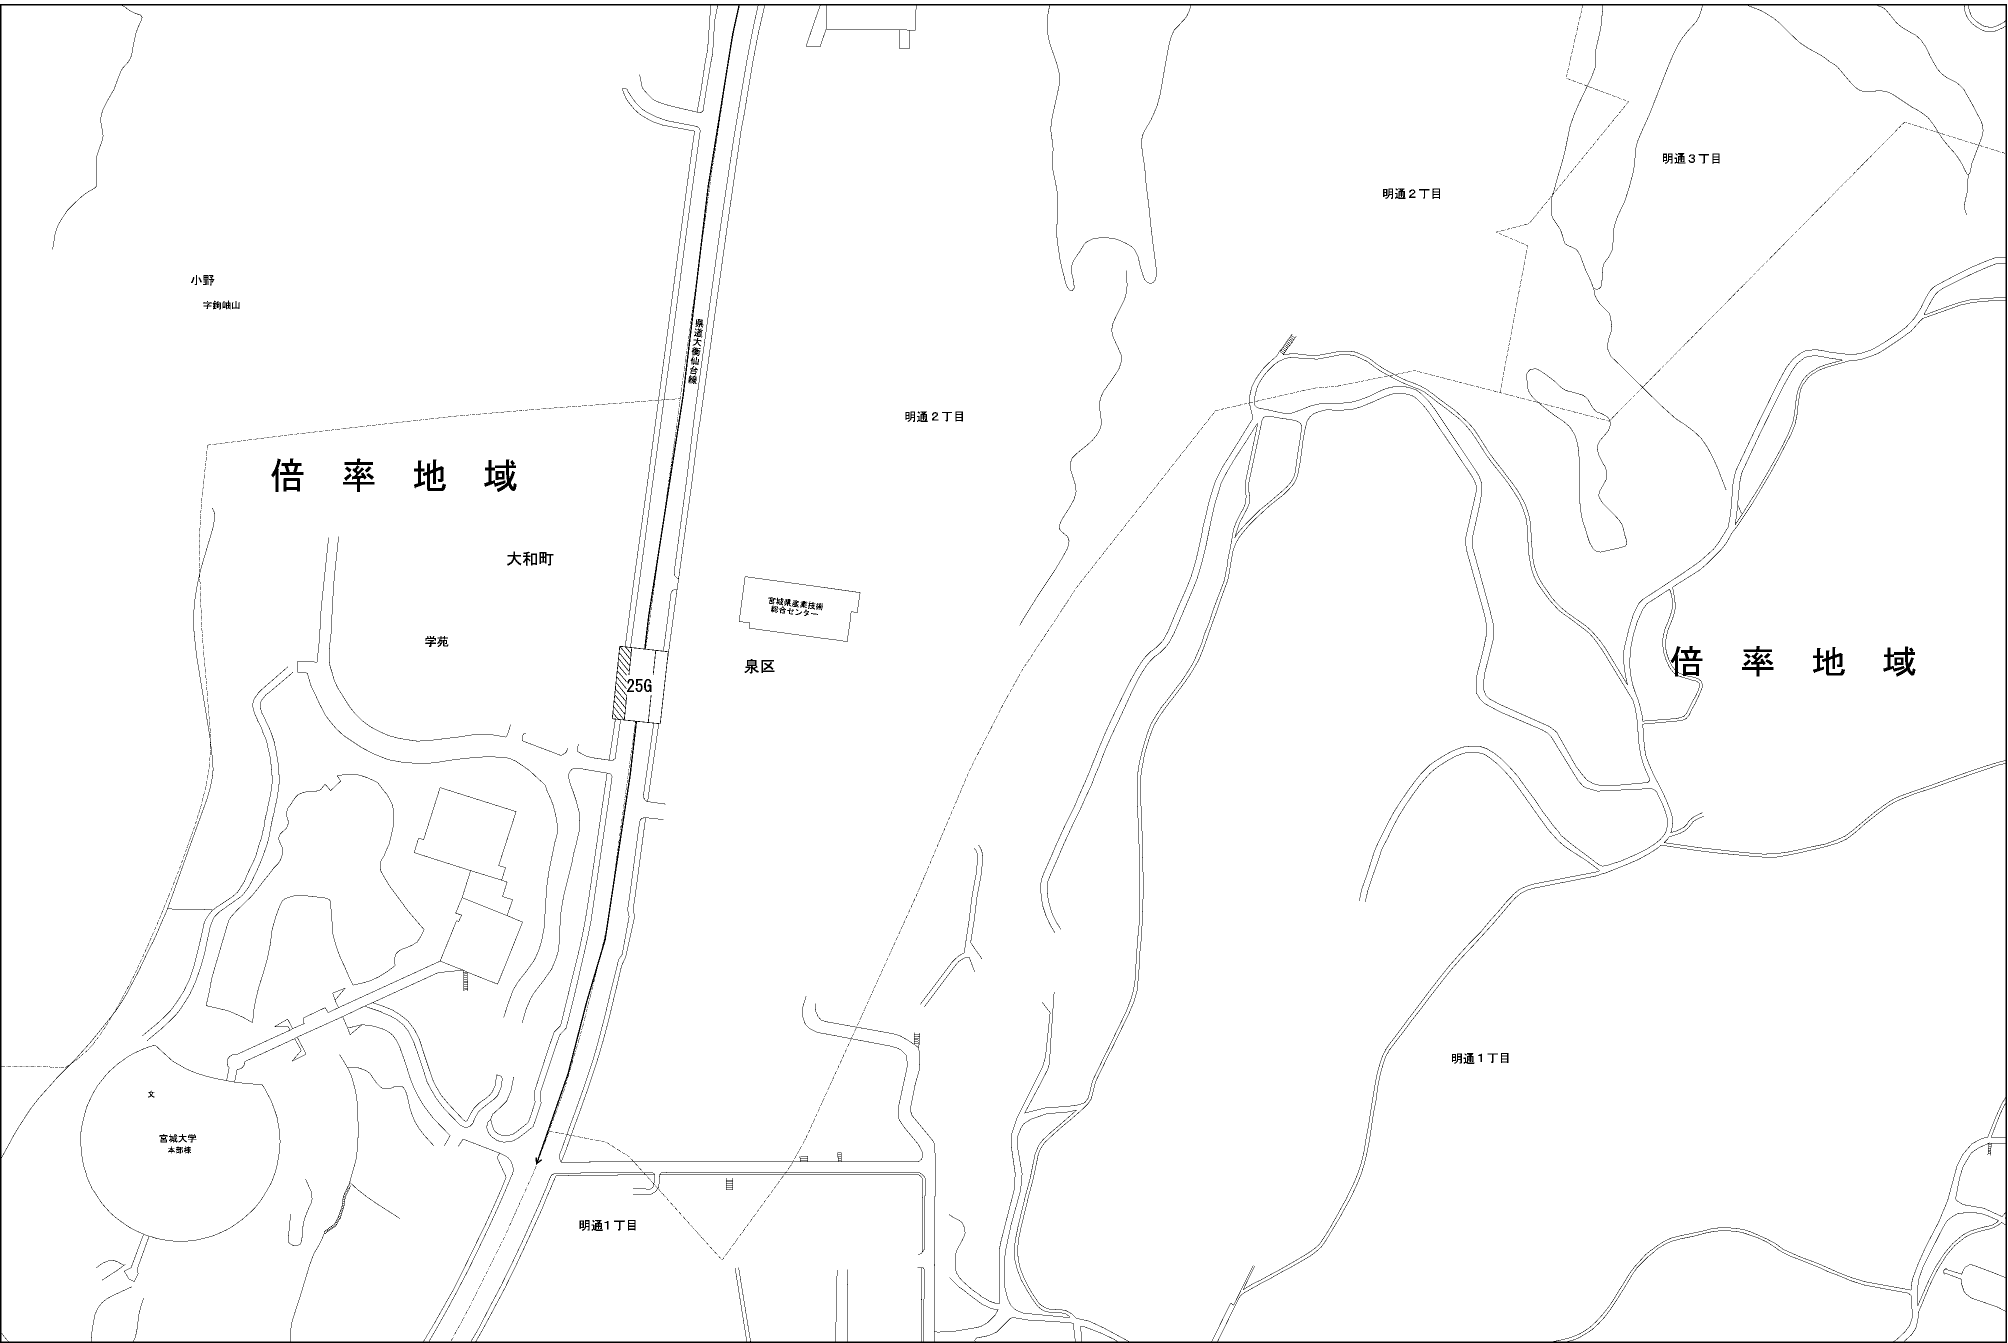 明通３丁目
明通２丁目
小野
字鉤岫山
県道大衡仙台線
明通２丁目
倍率地域
大和町
宮城県産業技術
総合センター
学苑
泉区
倍率地域
25G
明通１丁目
文
宮城大学
本部棟
明通１丁目